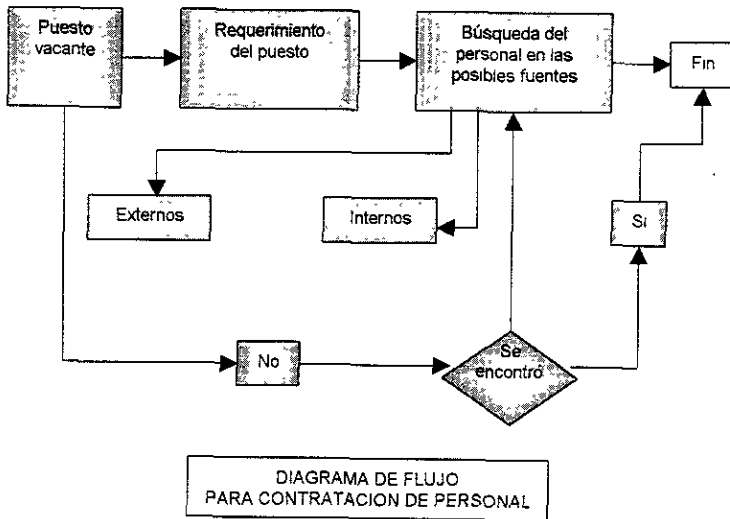 Puesto
vacante
Requerimiento
del puesto
Búsqueda del
personal en las
posibles fuentes
Fin
Externos
Internos
Si
No
Se
encontró
DIAGRAMA DE FLUJO
PARA CONTRATACION DE PERSONAL